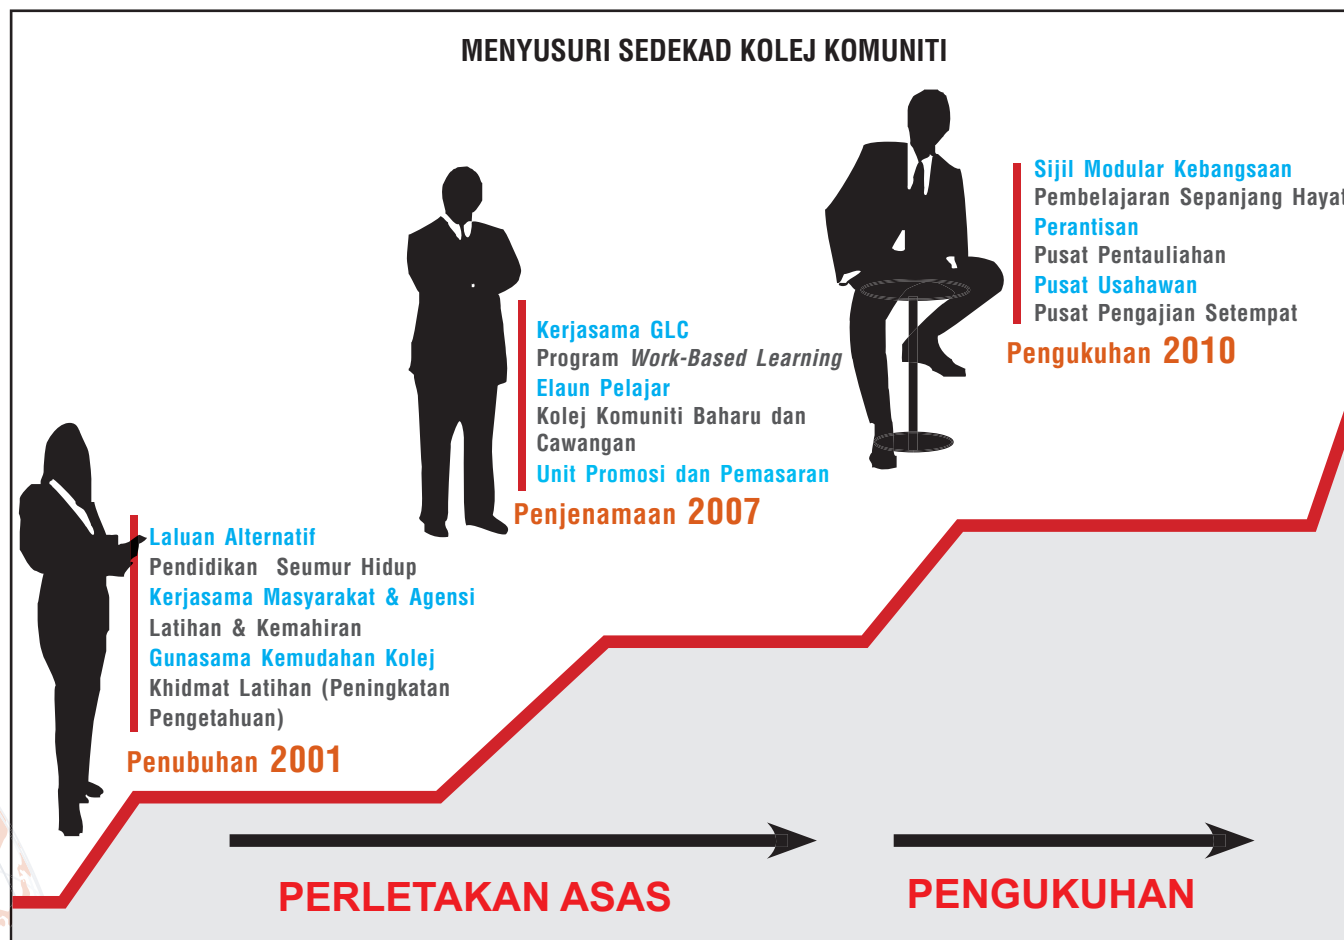 MENYUSURI SEDEKAD KOLEJ KOMUNITI
Laluan Alternatif
Pendidikan Seumur Hidup
Kerjasama Masyarakat & Agensi
Latihan & Kemahiran
Gunasama Kemudahan Kolej
Khidmat Latihan (Peningkatan
Pengetahuan)
Penubuhan 2001
Kerjasama GLC
Program Work-Based Learning
Elaun Pelajar
Kolej Komuniti Baharu dan
Cawangan
Unit Promosi dan Pemasaran
Penjenamaan 2007
Sijil Modular Kebangsaan
Pembelajaran Sepanjang Hayat
Perantisan
Pusat Pentauliahan
Pusat Usahawan
Pusat Pengajian Setempat
Pengukuhan 2010
PERLETAKAN ASAS
PENGUKUHAN